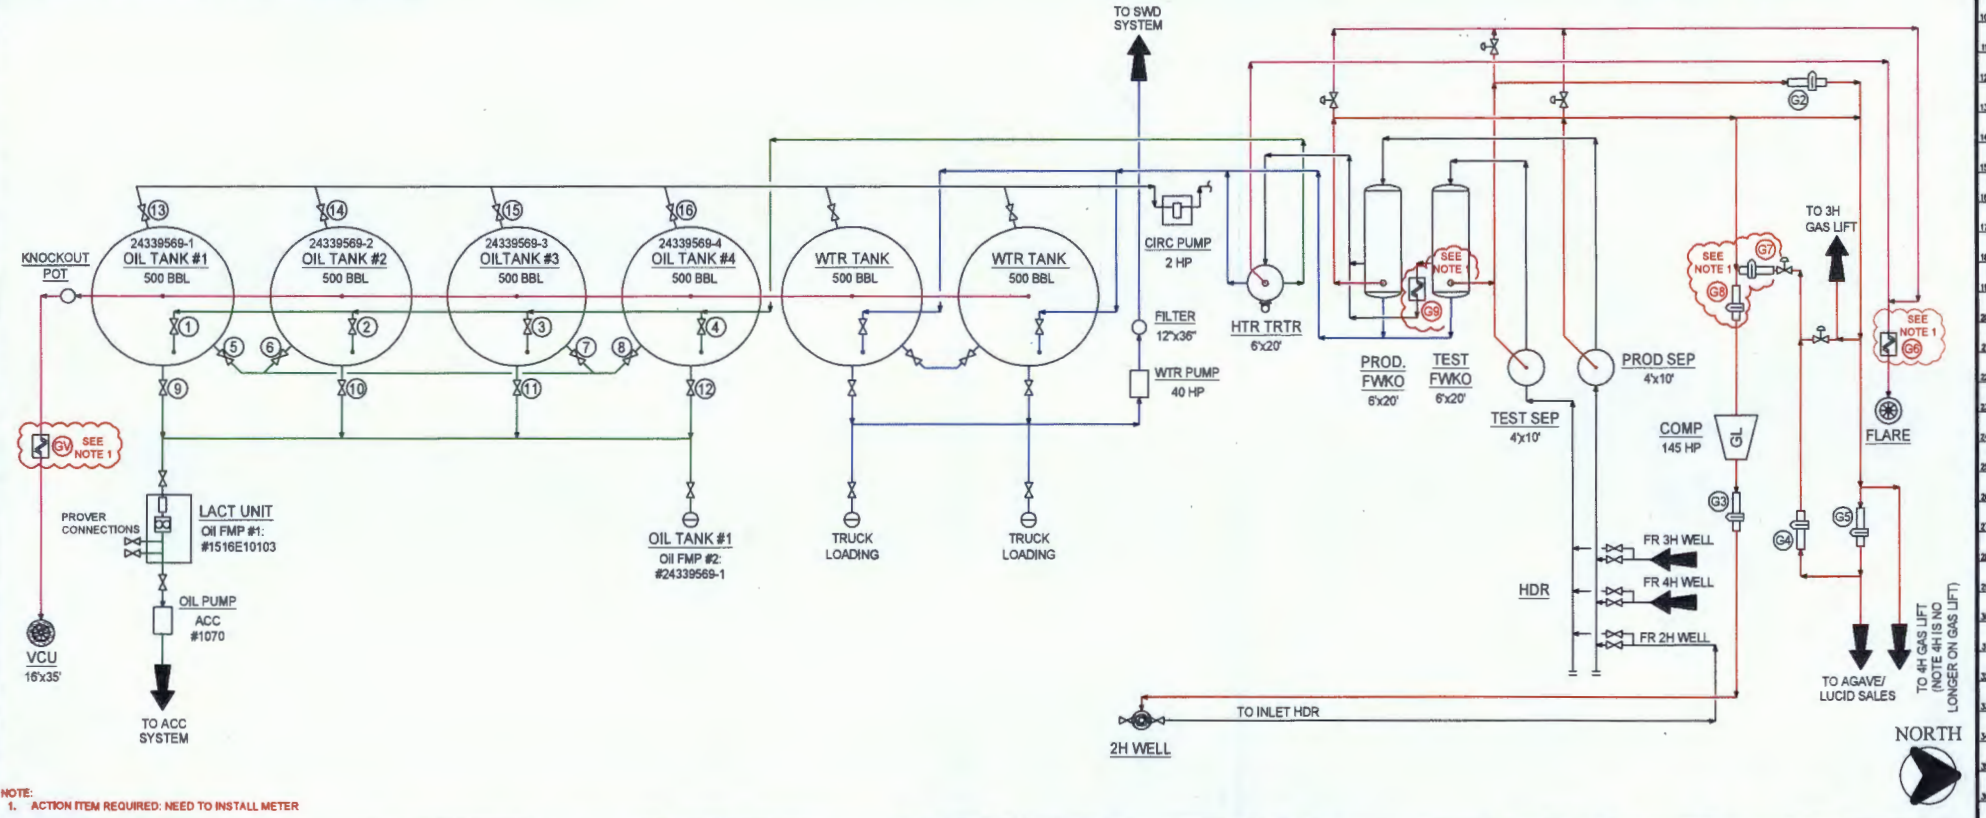 TO SWD
SYSTEM
G2
13
14
15
16
24339569-1
OIL TANK #1
500 BBL
24339569-2
OIL TANK #2
500 BBL
24339569-3
OILTANK #3
500 BBL
24339569-4
OIL TANK #4
500 BBL
WTR TANK
500 BBL
WTR TANK
500 BBL
CIRC PUMP
2 HP
KNOCKOUT
POT
TO 3H
GAS LIFT
SEE
NOTE 1
G9
SEE
NOTE 1
G7
G8
SEE
NOTE 1
G6
1
2
3
4
5
6
7
8
9
10
11
12
FILTER
12"x36"
HTR TRTR
6'x20'
WTR PUMP
40 HP
PROD.
FWKO
6'x20'
TEST
FWKO
6'x20'
PROD SEP
4'x10'
TEST SEP
4'x10'
COMP
145 HP
GL
FLARE
GV
SEE
NOTE 1
G3
G4
G5
PROVER
CONNECTIONS
LACT UNIT
Oil FMP #1:
#1516E10103
OIL TANK #1
Oil FMP #2:
#24339569-1
TRUCK
LOADING
TRUCK
LOADING
FR 3H WELL
FR 4H WELL
FR 2H WELL
HDR
OIL PUMP
ACC
#1070
VCU
16'x35'
TO ACC
SYSTEM
TO INLET HDR
2H WELL
TO AGAVE/
LUCID SALES
TO 4H GAS LIFT
(NOTE 4H IS NO
LONGER ON GAS LIFT)
NORTH
NOTE:
1. ACTION ITEM REQUIRED: NEED TO INSTALL METER